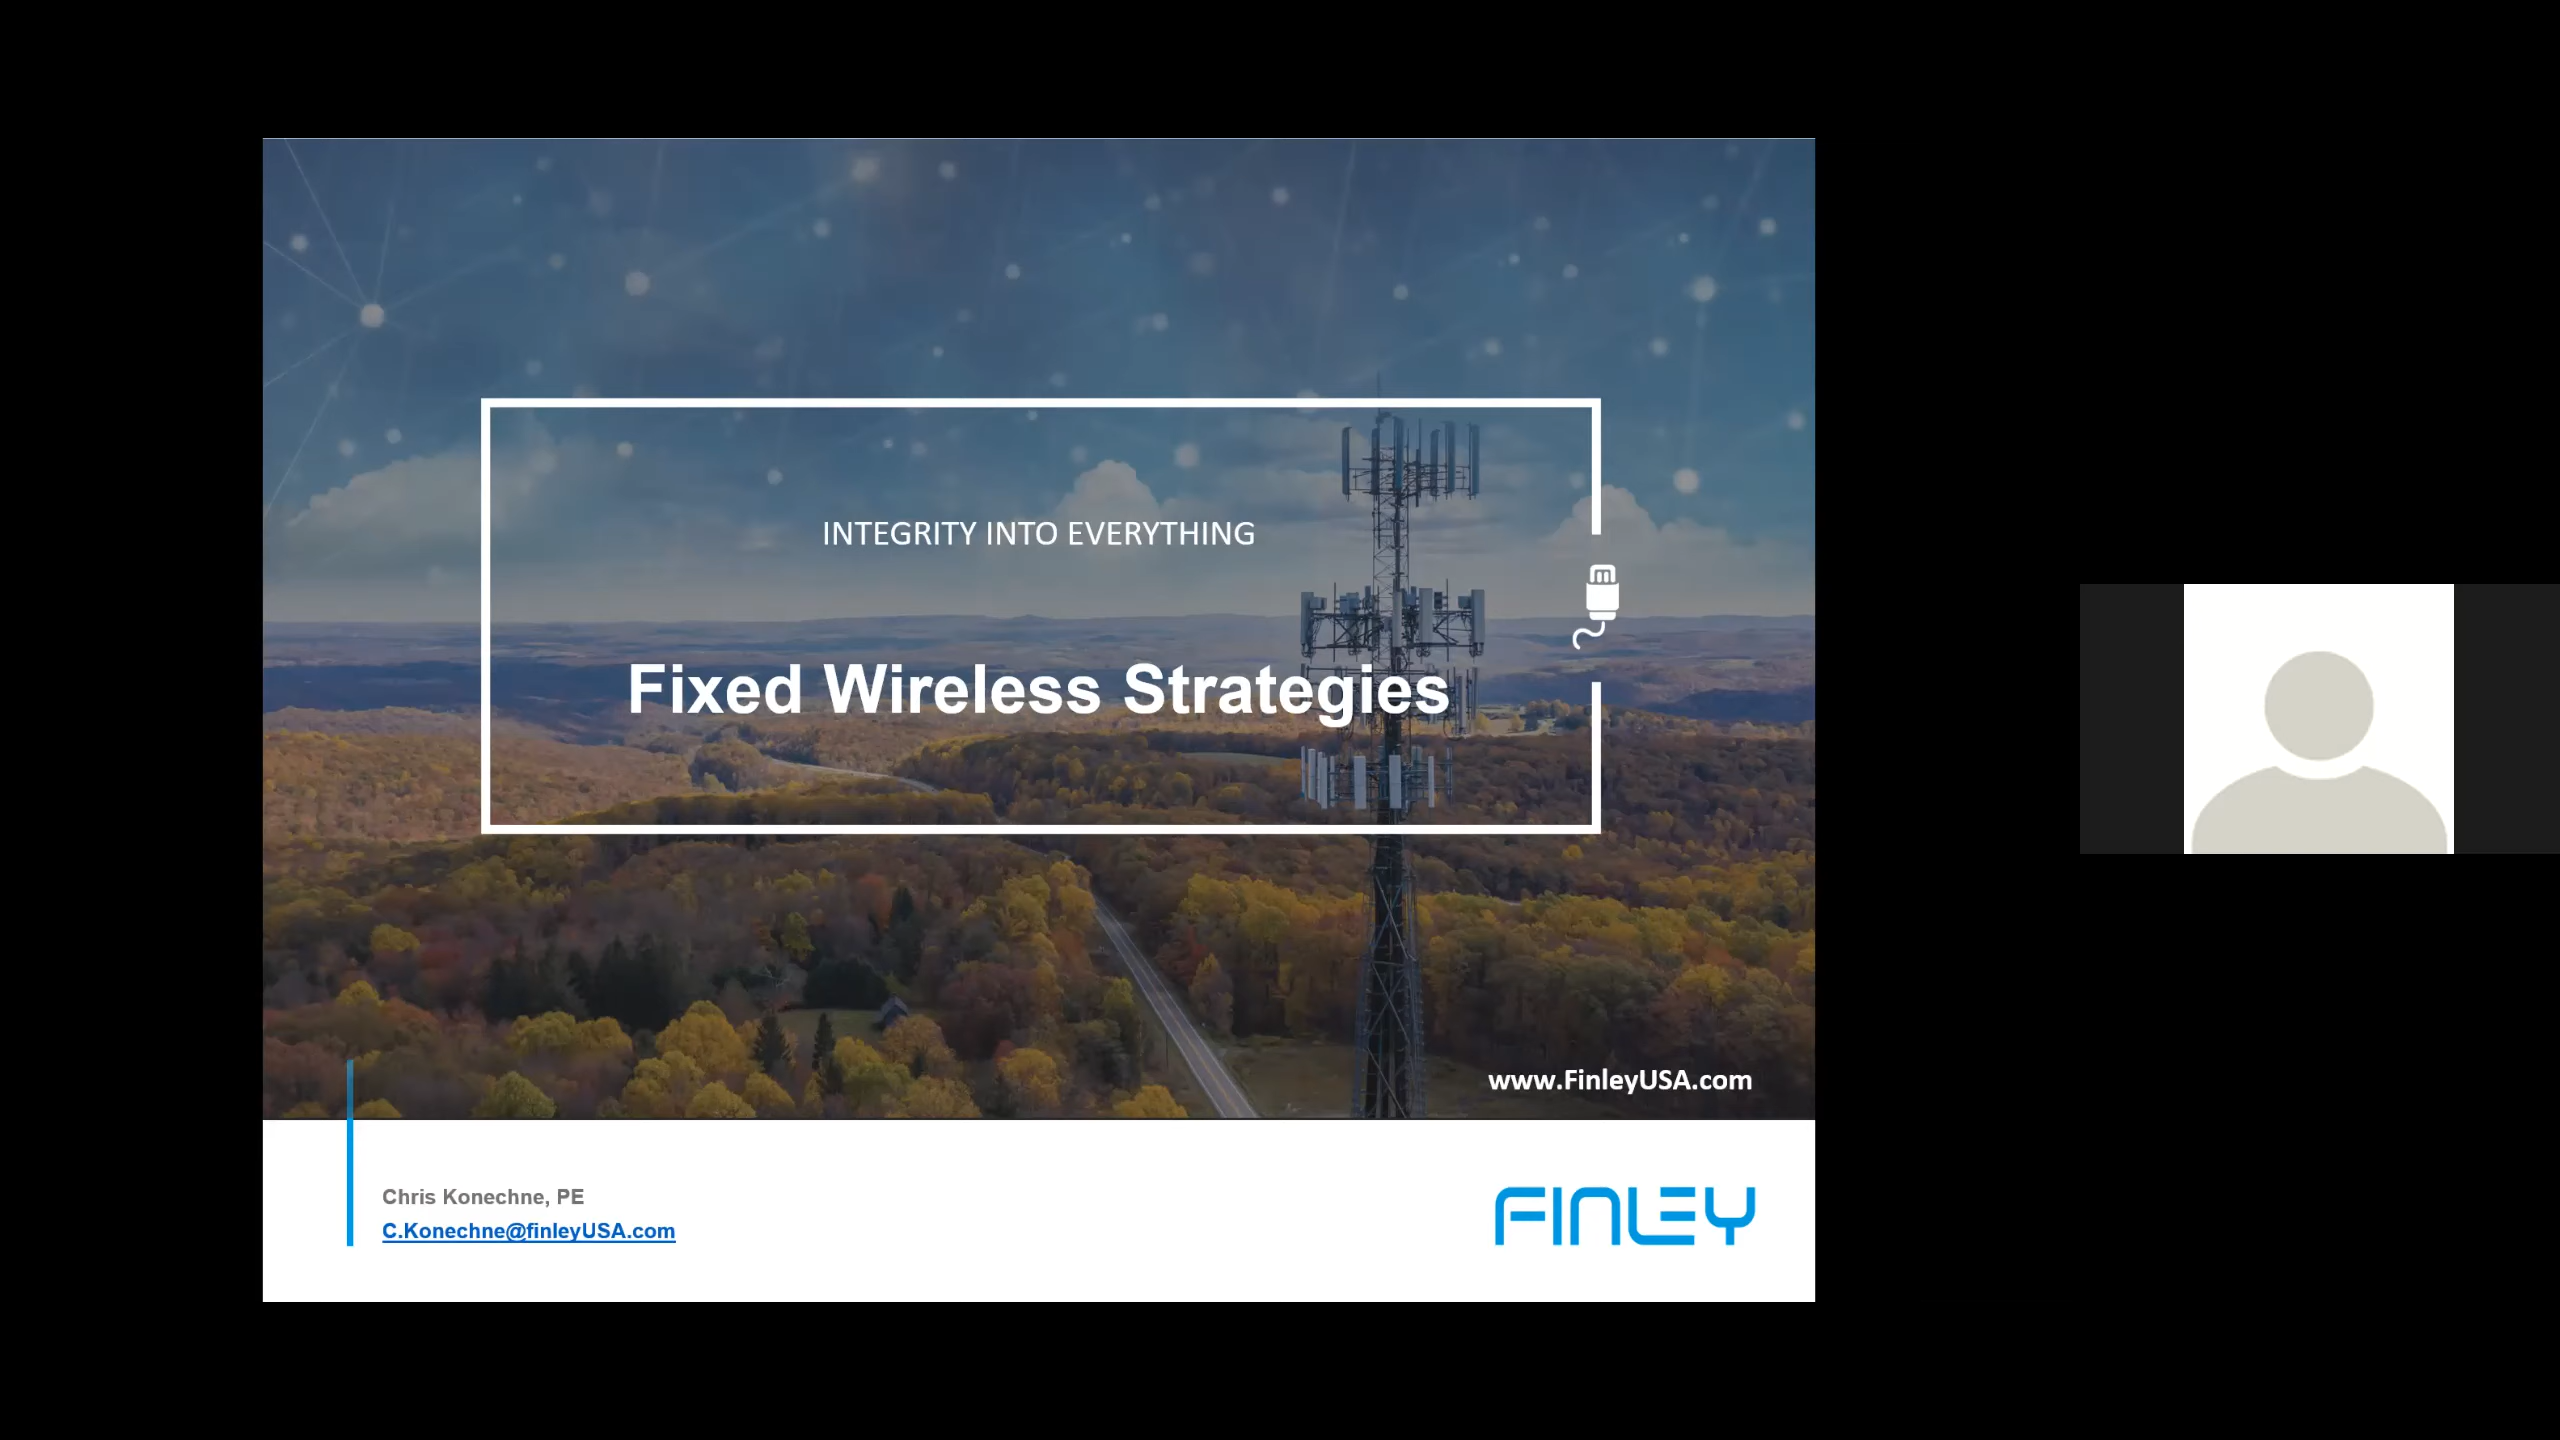 INTEGRITY INTO EVERYTHING
Fixed Wireless Strategies
www.FinleyUSA.com
Chris Konechne, PE
C.Konechne@finleyUSA.com
FINLEY